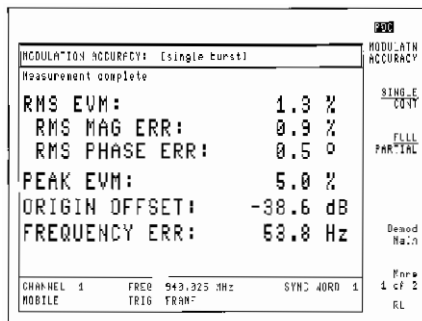 PDC
MODULATN
ACCURACY
MODULATION ACCURACY: [single burst]
Measurement complete
SINGLE
CONT
RMS EVM: 1.3 %
RMS MAG ERR: 0.9 %
RMS PHASE ERR: 0.5 °
FULL
PARTIAL
PEAK EVM: 5.0 %
ORIGIN OFFSET: -38.6 dB
FREQUENCY ERR: 53.8 Hz
Demod
Main
CHANNEL 1 FREQ 940.025 MHz SYNC WORD 1
MOBILE TRIG FRAME
More
1 of 2
RL